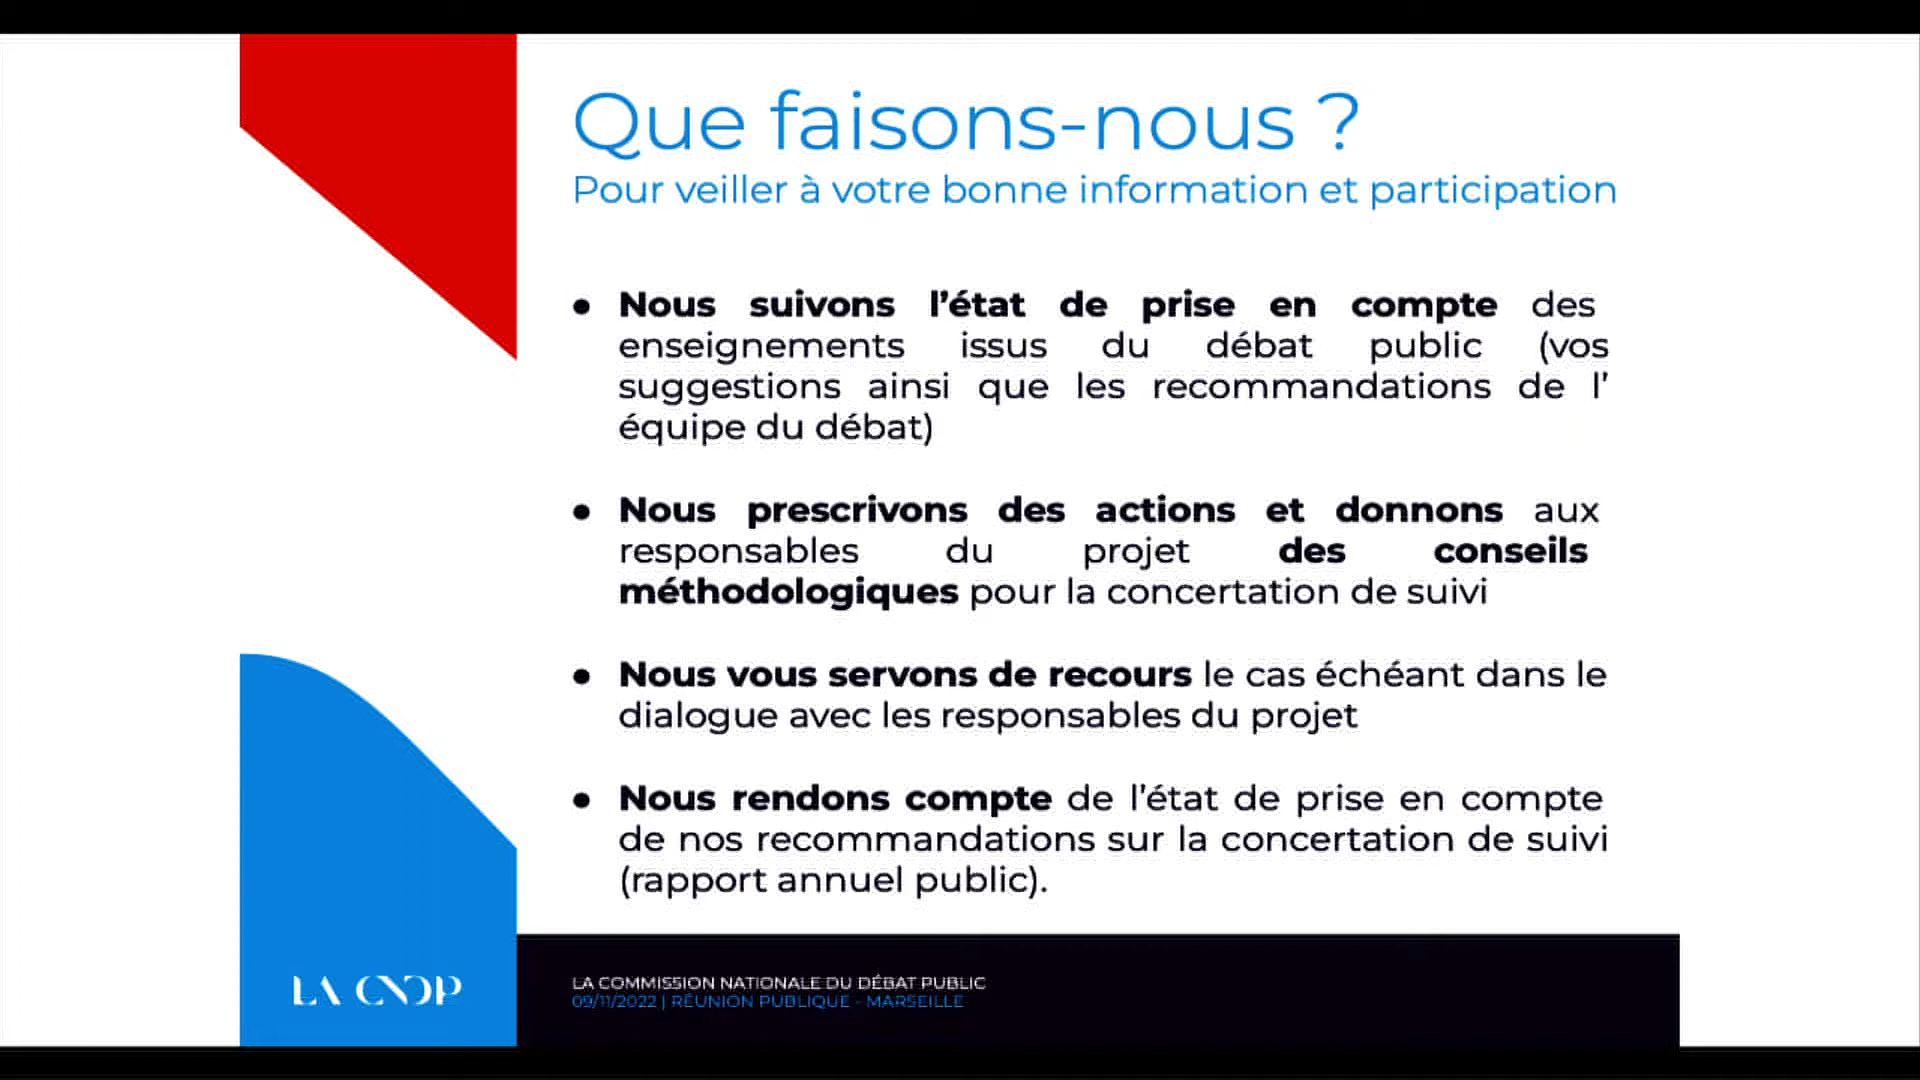 Que faisons-nous ?
Pour veiller à votre bonne information et participation
● Nous suivons l’état de prise en compte des
enseignements issus du débat public (vos
suggestions ainsi que les recommandations de l’
équipe du débat)
● Nous prescrivons des actions et donnons aux
responsables du projet des conseils
méthodologiques pour la concertation de suivi
● Nous vous servons de recours le cas échéant dans le
dialogue avec les responsables du projet
● Nous rendons compte de l’état de prise en compte
de nos recommandations sur la concertation de suivi
(rapport annuel public).
LA CNDP
LA COMMISSION NATIONALE DU DÉBAT PUBLIC
09/11/2022 | RÉUNION PUBLIQUE - MARSEILLE